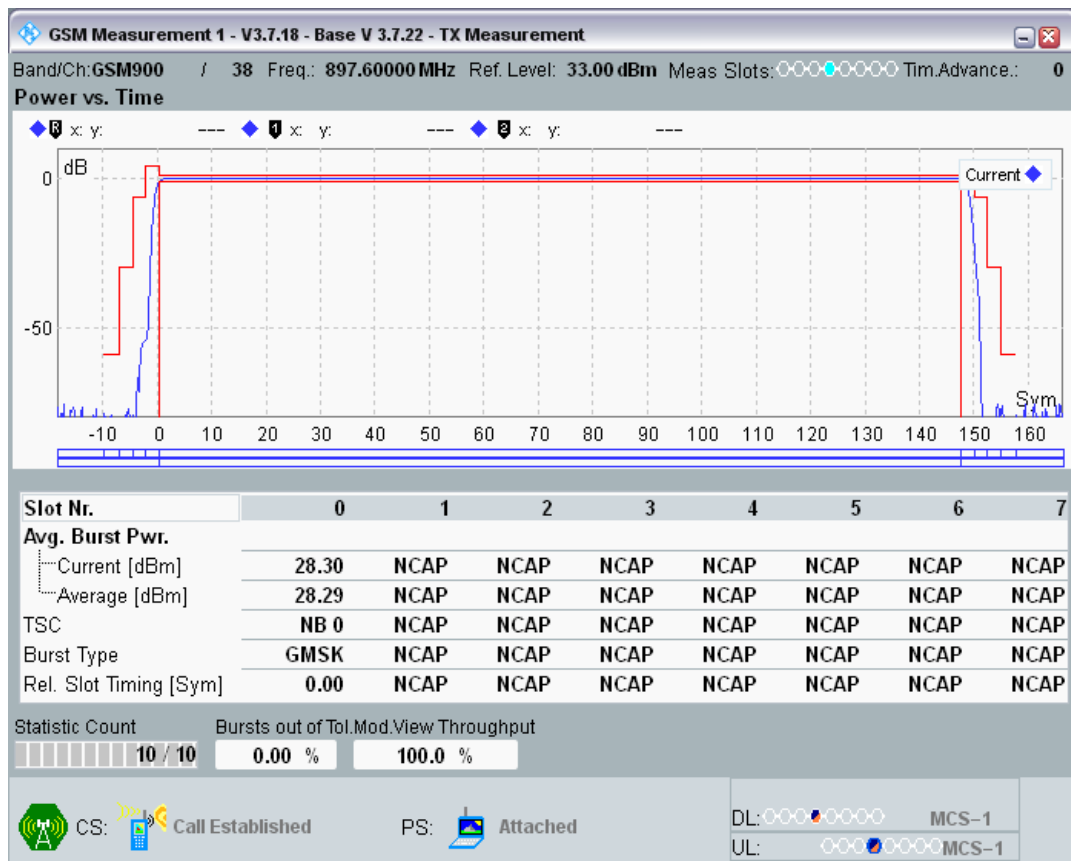 GSM Measurement 1 - V3.7.18 - Base V 3.7.22 - TX Measurement
Band/Ch:GSM900 / 38 Freq.: 897.60000 MHz Ref. Level: 33.00 dBm Meas Slots: Tim.Advance.: 0
Power vs. Time
R x: y: --- 1 x: y: --- 2 x: y: ---
dB
Current
0
-50
Sym
-10 0 10 20 30 40 50 60 70 80 90 100 110 120 130 140 150 160
Slot Nr. 0 1 2 3 4 5 6 7
Avg. Burst Pwr.
Current [dBm] 28.30 NCAP NCAP NCAP NCAP NCAP NCAP NCAP
Average [dBm] 28.29 NCAP NCAP NCAP NCAP NCAP NCAP NCAP
TSC NB 0 NCAP NCAP NCAP NCAP NCAP NCAP NCAP
Burst Type GMSK NCAP NCAP NCAP NCAP NCAP NCAP NCAP
Rel. Slot Timing [Sym] 0.00 NCAP NCAP NCAP NCAP NCAP NCAP NCAP
Statistic Count Bursts out of Tol.Mod.View Throughput
10 / 10 0.00 % 100.0 %
CS: Call Established PS: Attached
DL: MCS-1
UL: MCS-1